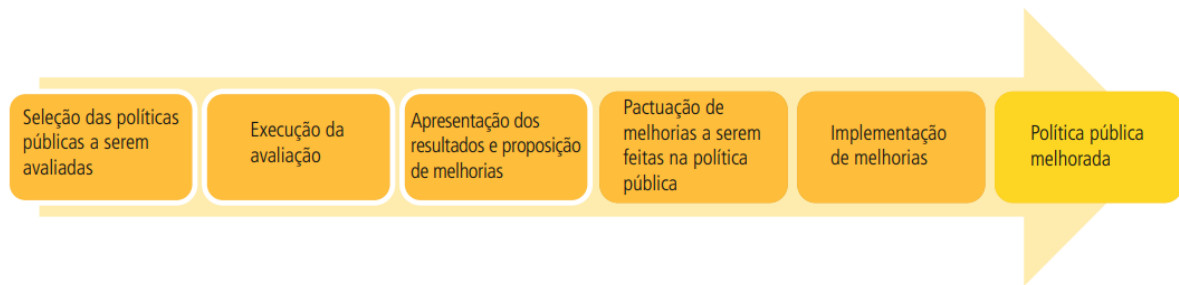 Seleção das políticas
públicas a serem
avaliadas
Execução da
avaliação
Apresentação dos
resultados e proposição
de melhorias
Pactuação de
melhorias a serem
feitas na política
pública
Implementação
de melhorias
Política pública
melhorada